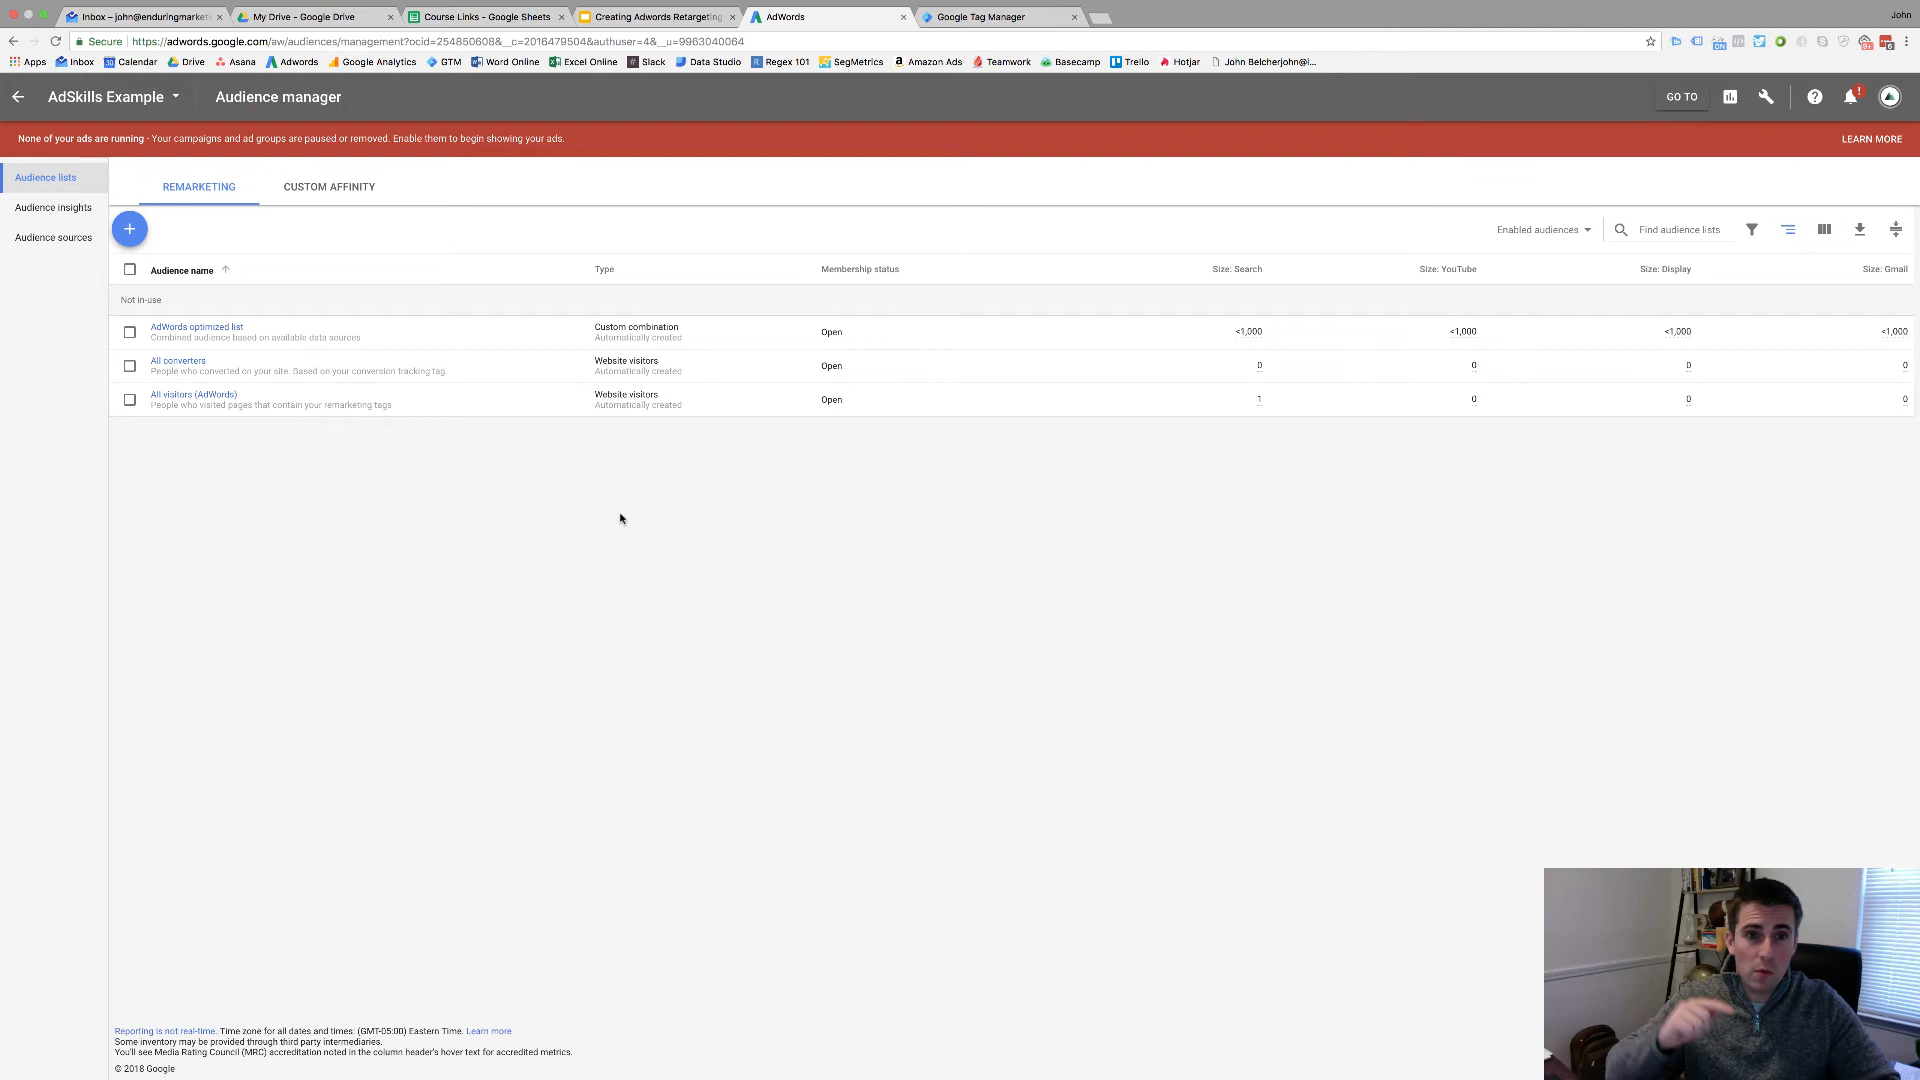 Inbox – john@enduringmarketi
My Drive - Google Drive
Course Links - Google Sheets
Creating Adwords Retargeting
AdWords
Google Tag Manager
John
Secure https://adwords.google.com/aw/audiences/management?ocid=254850608&__c=2016479504&authuser=4&__u=9963040064
Apps Inbox Calendar Drive Asana Adwords Google Analytics GTM Word Online Excel Online Slack Data Studio Regex 101 SegMetrics Amazon Ads Teamwork Basecamp Trello Hotjar John Belcherjohn@i...
AdSkills Example Audience manager GO TO
None of your ads are running - Your campaigns and ad groups are paused or removed. Enable them to begin showing your ads. LEARN MORE
Audience lists
Audience insights
Audience sources
REMARKETING CUSTOM AFFINITY
Enabled audiences Find audience lists
Audience name Type Membership status Size: Search Size: YouTube Size: Display Size: Gmail
Not in-use
AdWords optimized list Custom combination Open <1,000 <1,000 <1,000 <1,000
Combined audience based on available data sources Automatically created
All converters Website visitors Open 0 0 0 0
People who converted on your site. Based on your conversion tracking tag. Automatically created
All visitors (AdWords) Website visitors Open 1 0 0 0
People who visited pages that contain your remarketing tags Automatically created
Reporting is not real-time. Time zone for all dates and times: (GMT-05:00) Eastern Time. Learn more
Some inventory may be provided through third party intermediaries.
You'll see Media Rating Council (MRC) accreditation noted in the column header's hover text for accredited metrics.
© 2018 Google